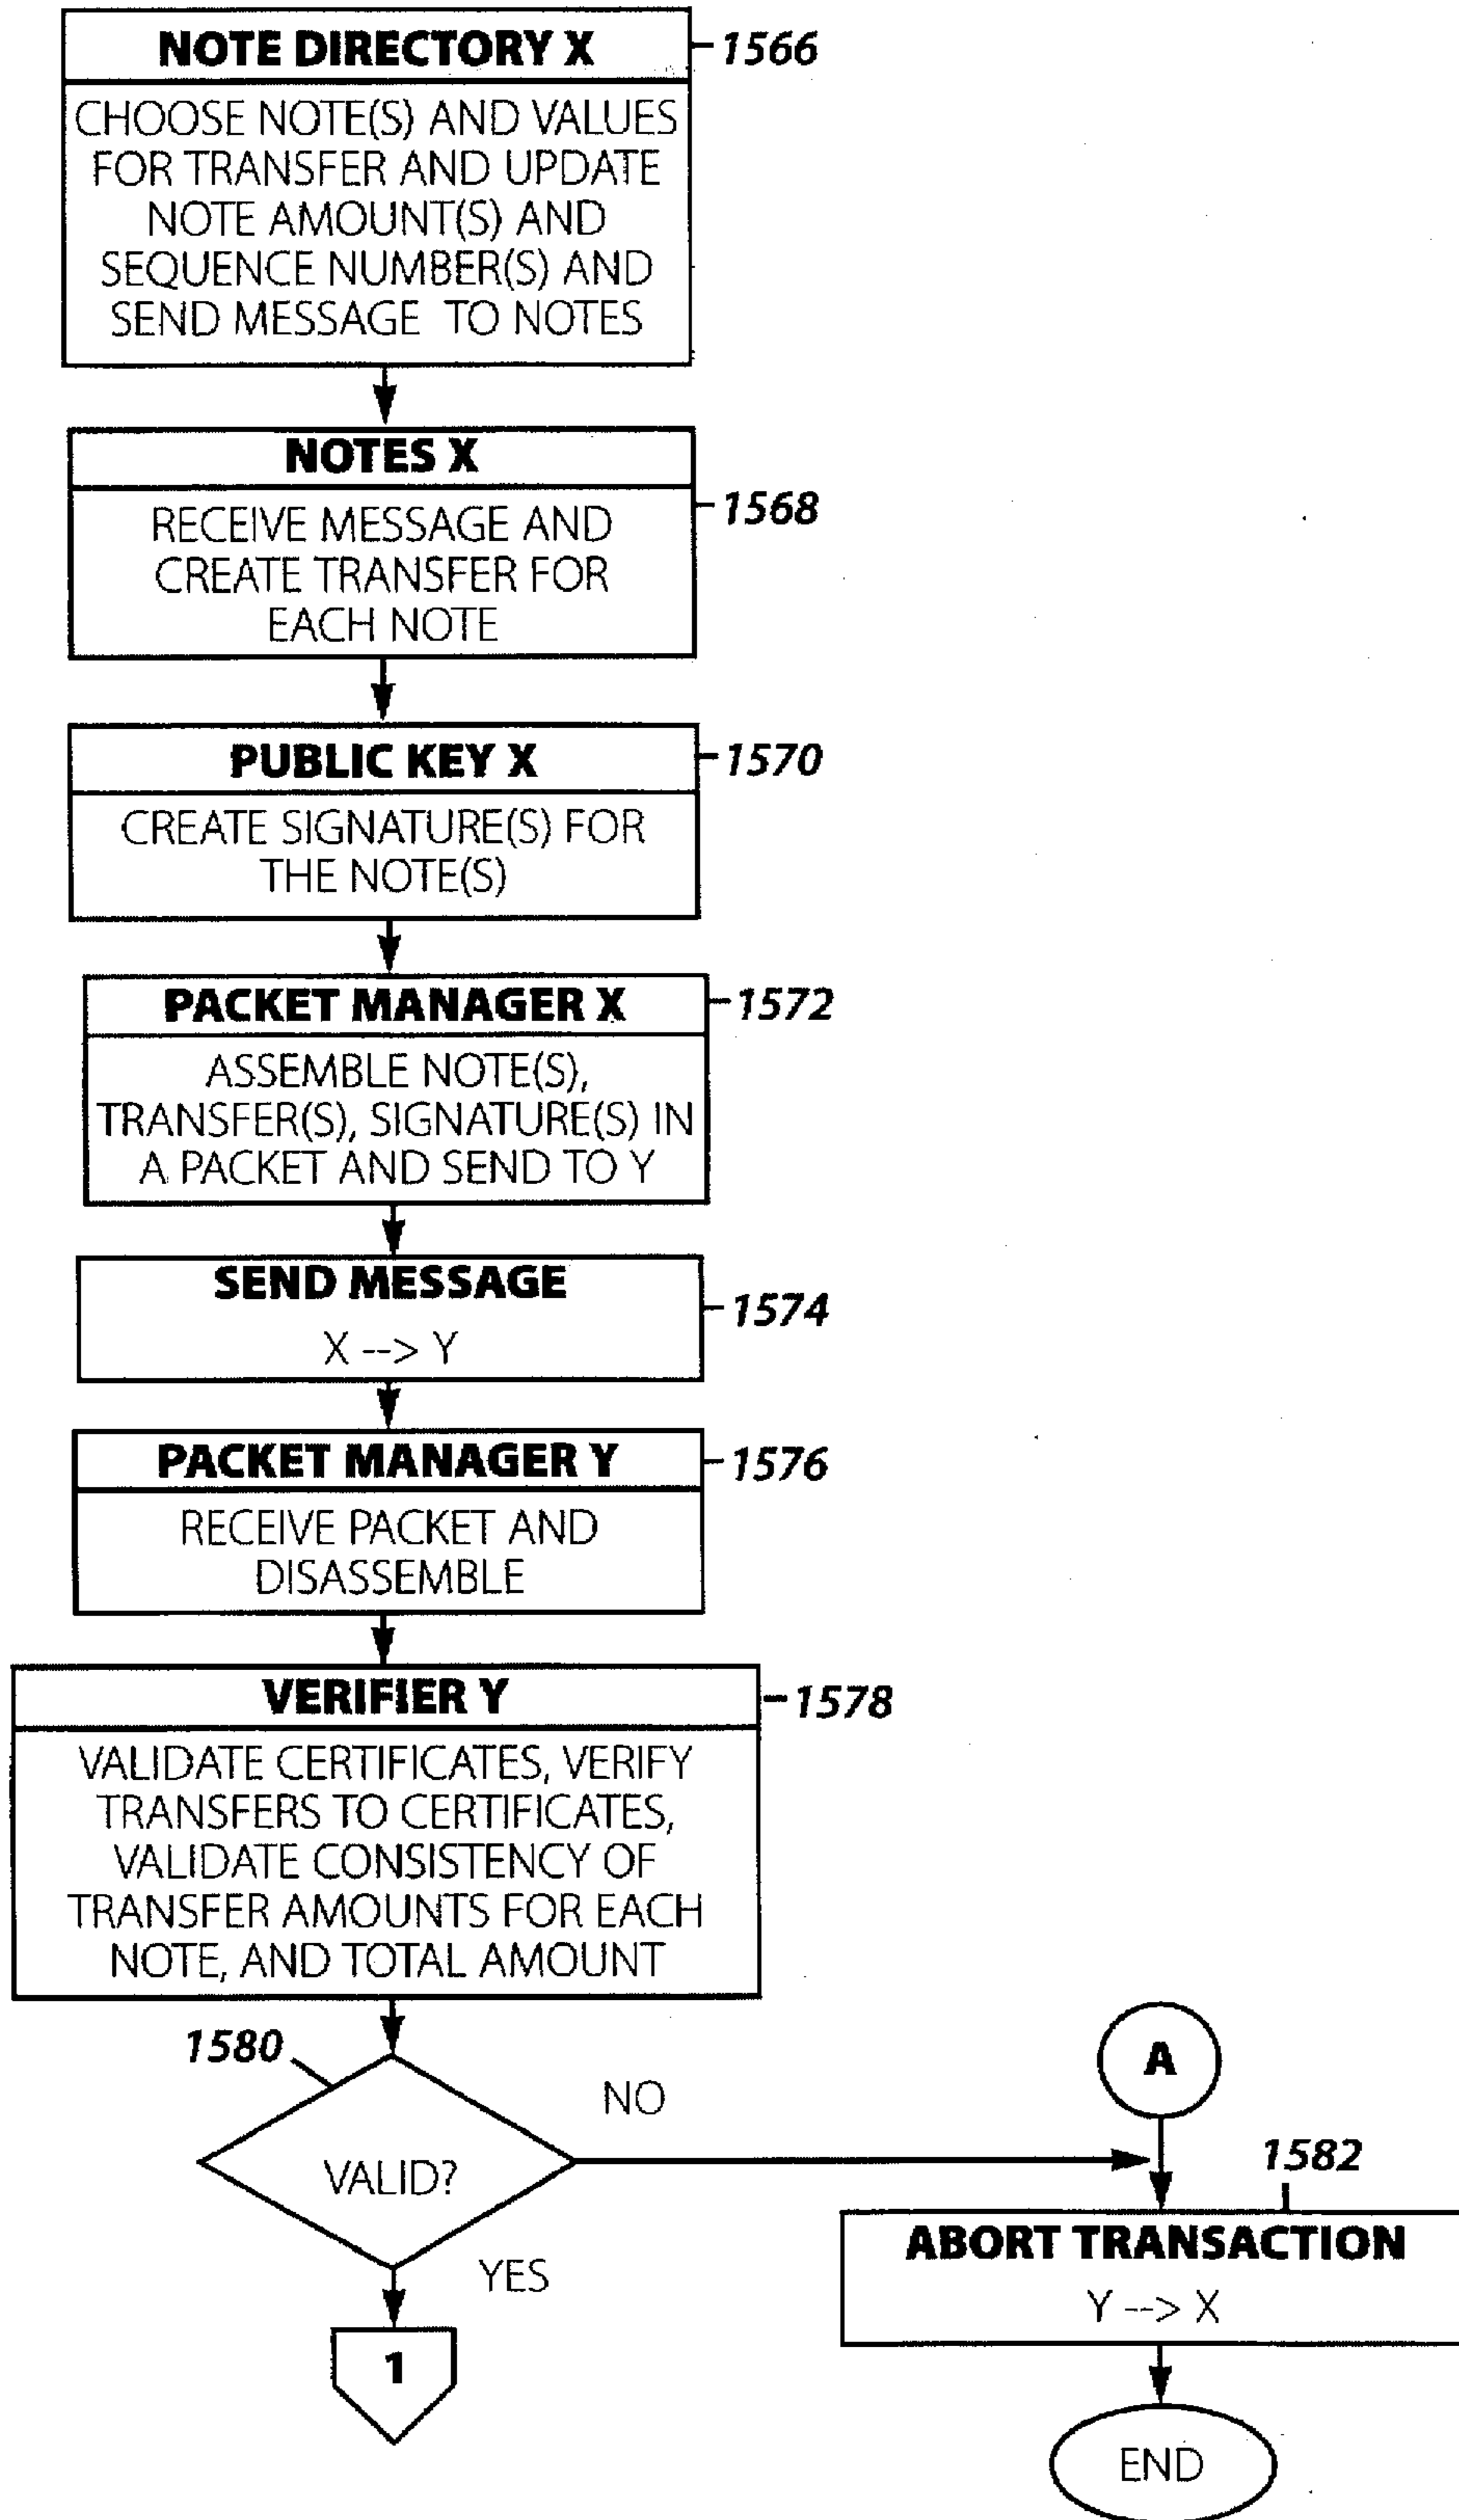 NOTE DIRECTORY X
1566
CHOOSE NOTE(S) AND VALUES
FOR TRANSFER AND UPDATE
NOTE AMOUNT(S) AND
SEQUENCE NUMBER(S) AND
SEND MESSAGE TO NOTES
NOTES X
1568
RECEIVE MESSAGE AND
CREATE TRANSFER FOR
EACH NOTE
PUBLIC KEY X
1570
CREATE SIGNATURE(S) FOR
THE NOTE(S)
PACKET MANAGER X
1572
ASSEMBLE NOTE(S),
TRANSFER(S), SIGNATURE(S) IN
A PACKET AND SEND TO Y
SEND MESSAGE
1574
X --> Y
PACKET MANAGER Y
1576
RECEIVE PACKET AND
DISASSEMBLE
VERIFIER Y
1578
VALIDATE CERTIFICATES, VERIFY
TRANSFERS TO CERTIFICATES,
VALIDATE CONSISTENCY OF
TRANSFER AMOUNTS FOR EACH
NOTE, AND TOTAL AMOUNT
1580
VALID?
NO
YES
1
A
1582
ABORT TRANSACTION
Y --> X
END